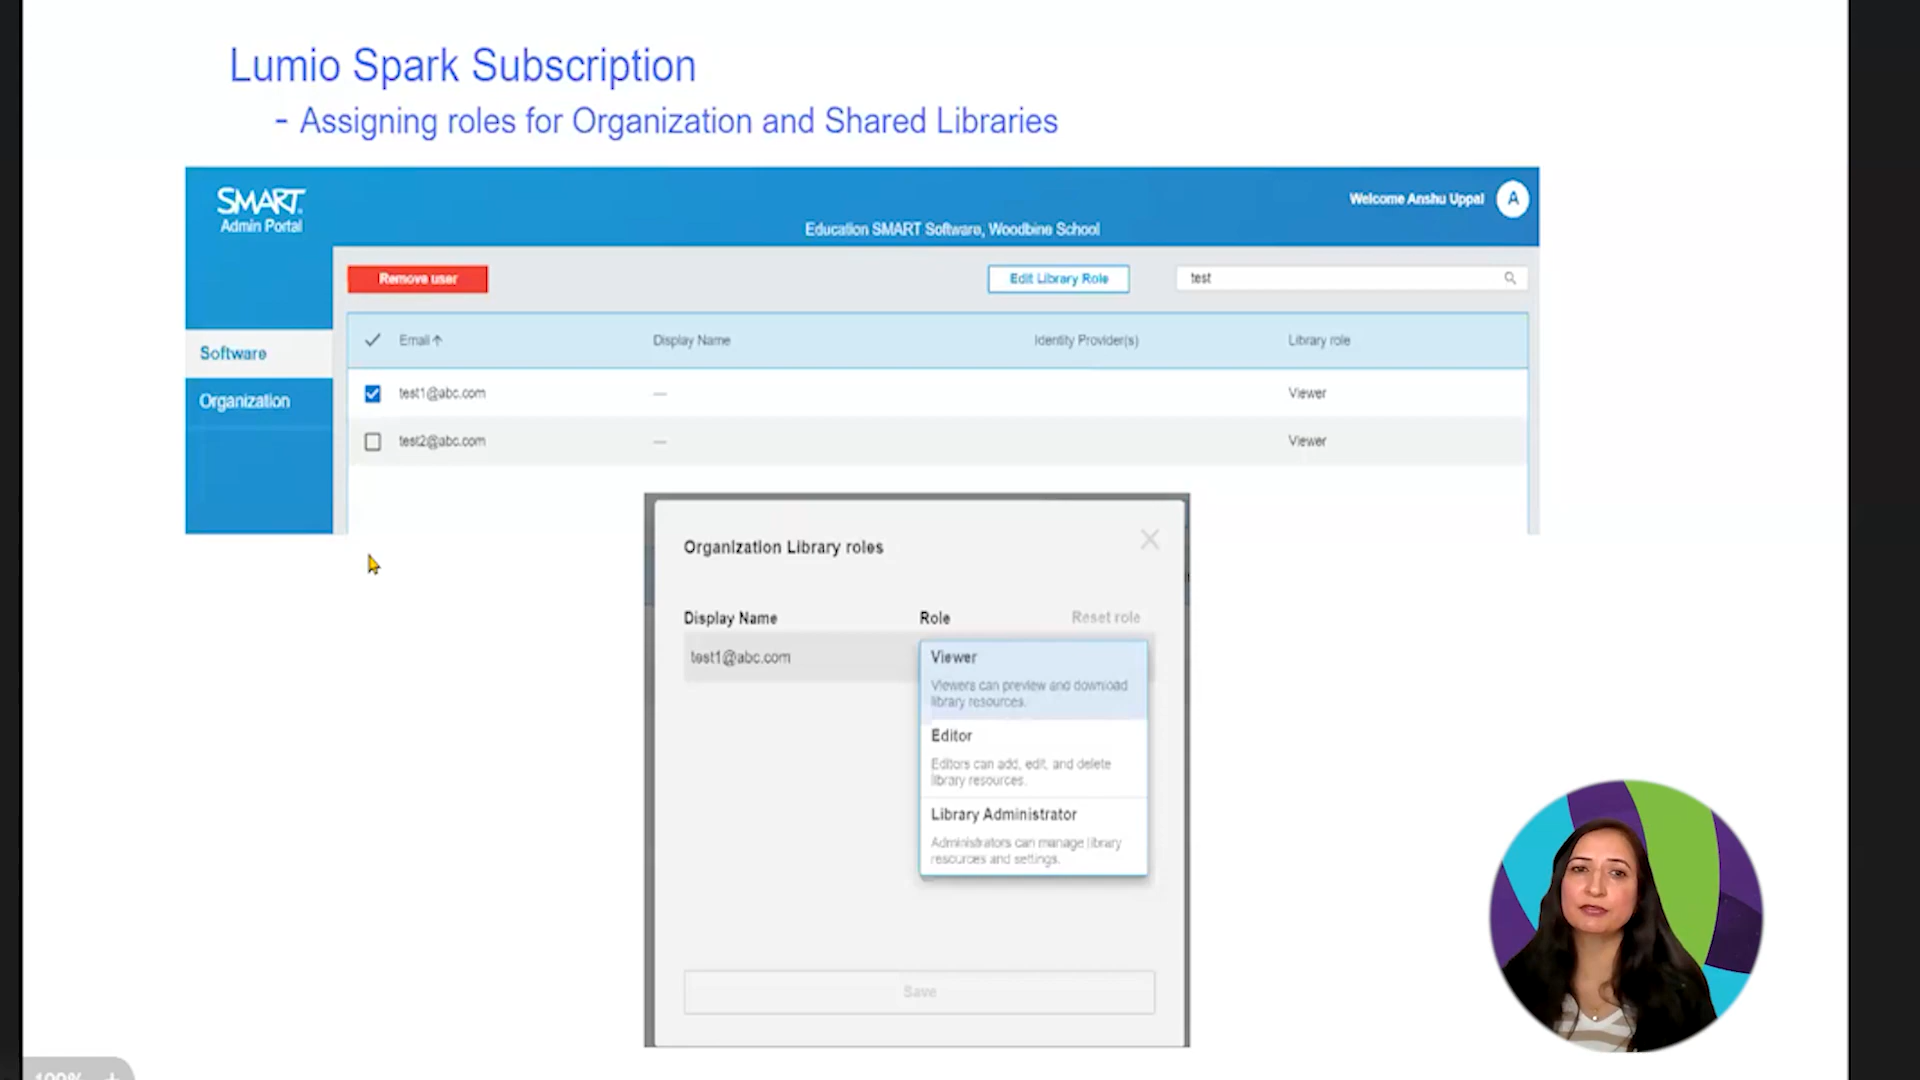 Lumio Spark Subscription
- Assigning roles for Organization and Shared Libraries
SMART
Admin Portal
Welcome Anshu Uppal
A
Education SMART Software, Woodbine School
Remove user
Edit Library Role
test
Software
Organization
Email
Display Name
Identity Provider(s)
Library role
test1@abc.com
—
Viewer
test2@abc.com
—
Viewer
Organization Library roles
Display Name
Role
Reset role
test1@abc.com
Viewer
Viewers can preview and download
library resources.
Editor
Editors can add, edit, and delete
library resources.
Library Administrator
Administrators can manage library
resources and settings.
Save
100% +